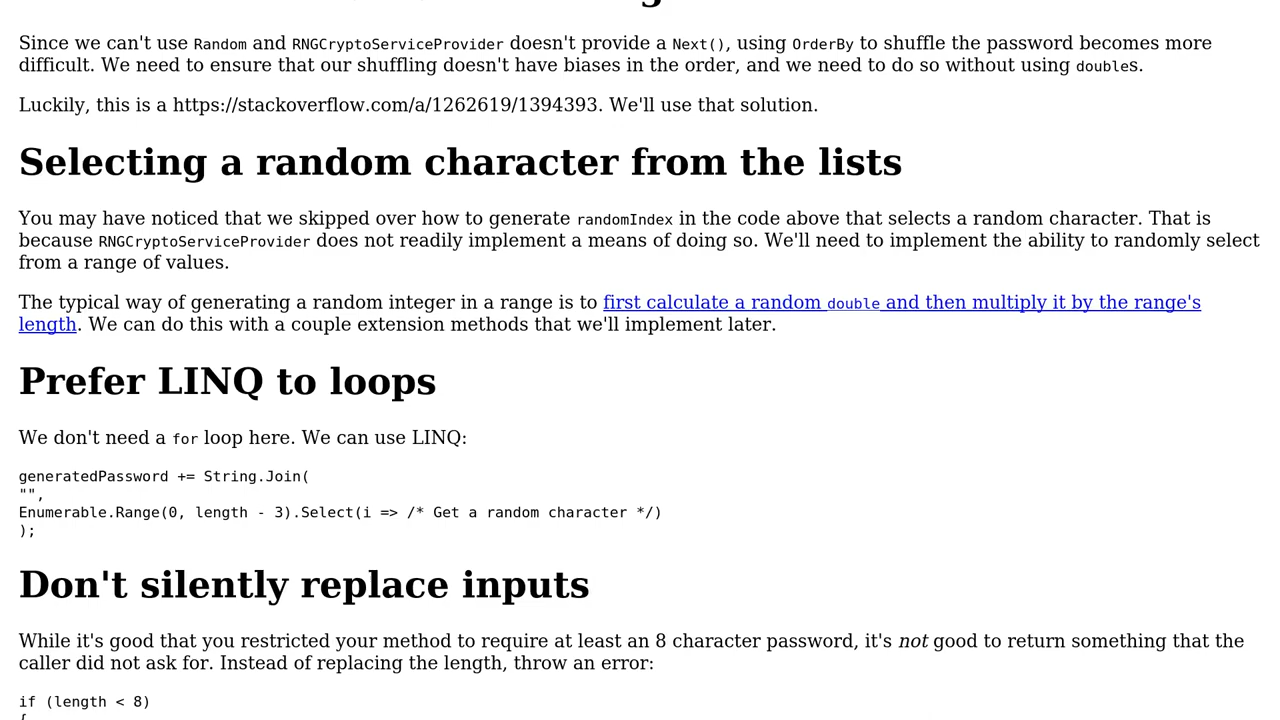 Since we can't use Random and RNGCryptoServiceProvider doesn't provide a Next(), using OrderBy to shuffle the password becomes more
difficult. We need to ensure that our shuffling doesn't have biases in the order, and we need to do so without using doubles.
Luckily, this is a https://stackoverflow.com/a/1262619/1394393. We'll use that solution.
Selecting a random character from the lists
You may have noticed that we skipped over how to generate randomIndex in the code above that selects a random character. That is
because RNGCryptoServiceProvider does not readily implement a means of doing so. We'll need to implement the ability to randomly select
from a range of values.
The typical way of generating a random integer in a range is to first calculate a random double and then multiply it by the range's
length. We can do this with a couple extension methods that we'll implement later.
Prefer LINQ to loops
We don't need a for loop here. We can use LINQ:
generatedPassword += String.Join(
"",
Enumerable.Range(0, length - 3).Select(i => /* Get a random character */)
);
Don't silently replace inputs
While it's good that you restricted your method to require at least an 8 character password, it's not good to return something that the
caller did not ask for. Instead of replacing the length, throw an error:
if (length < 8)
{